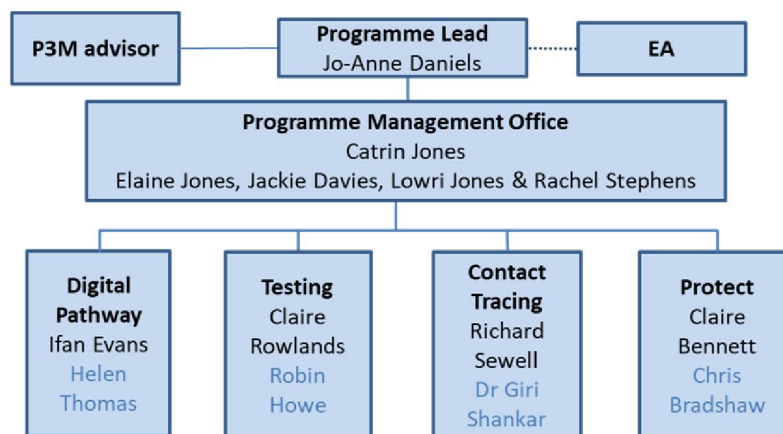 P3M advisor
Programme Lead
Jo-Anne Daniels
EA
Programme Management Office
Catrin Jones
Elaine Jones, Jackie Davies, Lowri Jones & Rachel Stephens
Digital
Pathway
Ifan Evans
Helen
Thomas
Testing
Claire
Rowlands
Robin
Howe
Contact
Tracing
Richard
Sewell
Dr Giri
Shankar
Protect
Claire
Bennett
Chris
Bradshaw